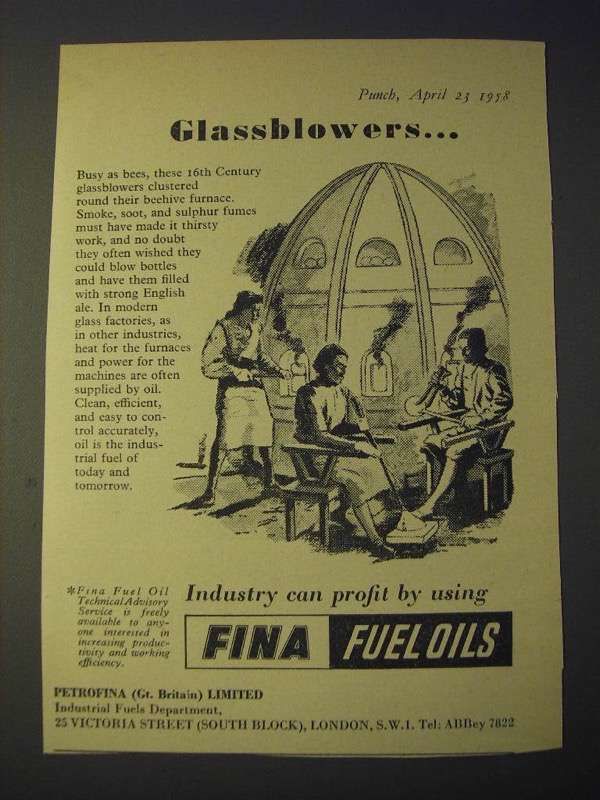 Punch, April 23 1958
Glassblowers...
Busy as bees, these 16th Century
glassblowers clustered
round their beehive furnace.
Smoke, soot, and sulphur fumes
must have made it thirsty
work, and no doubt
they often wished they
could blow bottles
and have them filled
with strong English
ale. In modern
glass factories, as
in other industries,
heat for the furnaces
and power for the
machines are often
supplied by oil.
Clean, efficient,
and easy to con-
trol accurately,
oil is the indus-
trial fuel of
today and
tomorrow.
*Fina Fuel Oil
Technical Advisory
Service is freely
available to any-
one interested in
increasing produc-
tivity and working
efficiency.
Industry can profit by using
FINA FUEL OILS
PETROFINA (Gt. Britain) LIMITED
Industrial Fuels Department,
25 VICTORIA STREET (SOUTH BLOCK), LONDON, S.W.1. Tel: ABBey 7822